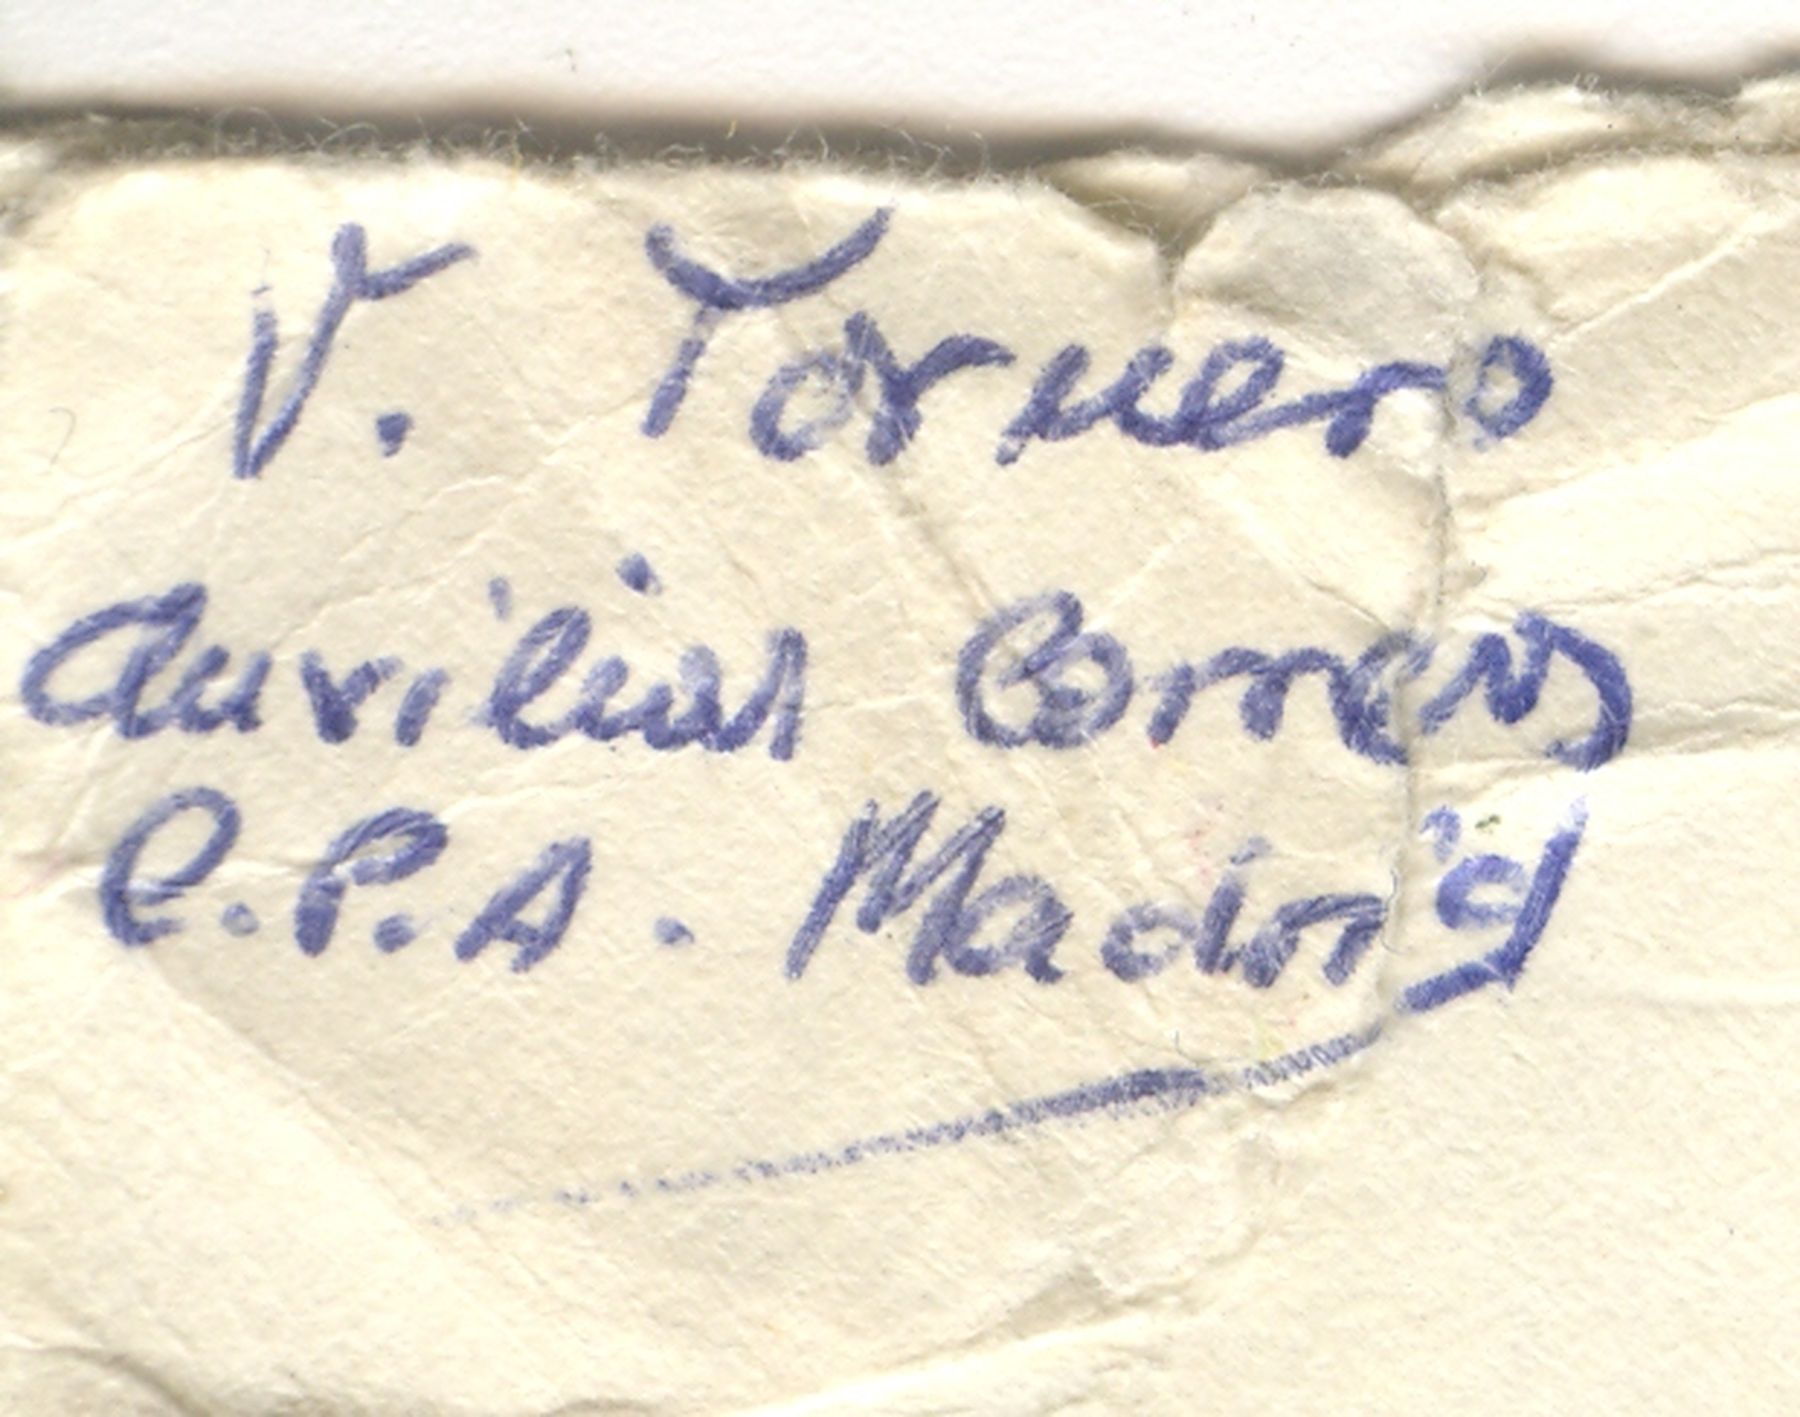 V. Tornero
Auxiliar Correos
C.P.A. Madrid